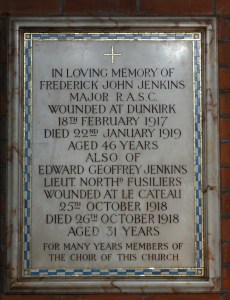 IN LOVING MEMORY OF
FREDERICK JOHN JENKINS
MAJOR R.A.S.C.
WOUNDED AT DUNKIRK
18TH FEBRUARY 1917
DIED 22ND JANUARY 1919
AGED 46 YEARS
ALSO OF
EDWARD GEOFFREY JENKINS
LIEUT NORTHD FUSILIERS
WOUNDED AT LE CATEAU
25TH OCTOBER 1918
DIED 26TH OCTOBER 1918
AGED 31 YEARS
FOR MANY YEARS MEMBERS OF
THE CHOIR OF THIS CHURCH